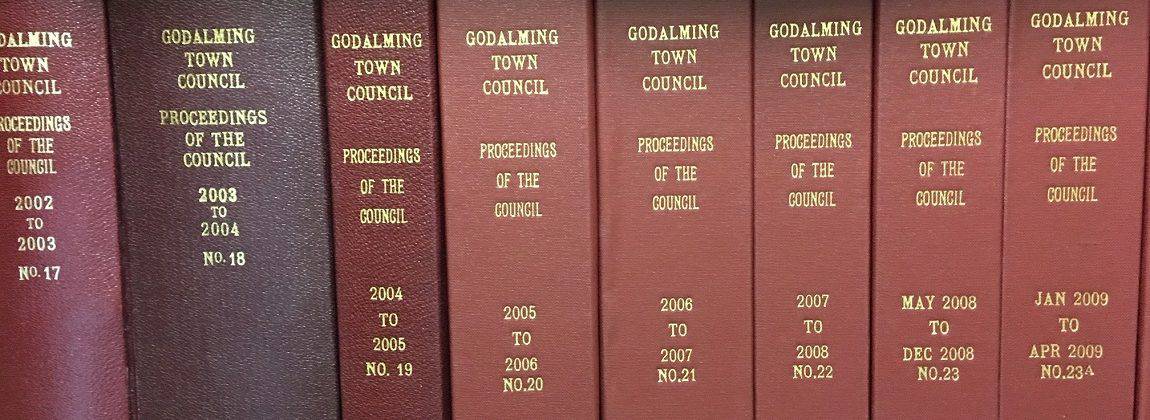 DALMING
TOWN
COUNCIL
ROCEEDINGS
OF THE
COUNCIL
2002
TO
2003
No. 17
GODALMING
TOWN
COUNCIL
PROCEEDINGS
OF THE
COUNCIL
2003
TO
2004
No. 18
GODALMING
TOWN
COUNCIL
PROCEEDINGS
OF THE
COUNCIL
2004
TO
2005
NO. 19
GODALMING
TOWN
COUNCIL
PROCEEDINGS
OF THE
COUNCIL
2005
TO
2006
NO.20
GODALMING
TOWN
COUNCIL
PROCEEDINGS
OF THE
COUNCIL
2006
TO
2007
NO.21
GODALMING
TOWN
COUNCIL
PROCEEDINGS
OF THE
COUNCIL
2007
TO
2008
NO.22
GODALMING
TOWN
COUNCIL
PROCEEDINGS
OF THE
COUNCIL
MAY 2008
TO
DEC 2008
NO.23
GODALMING
TOWN
COUNCIL
PROCEEDINGS
OF THE
COUNCIL
JAN 2009
TO
APR 2009
NO.23A